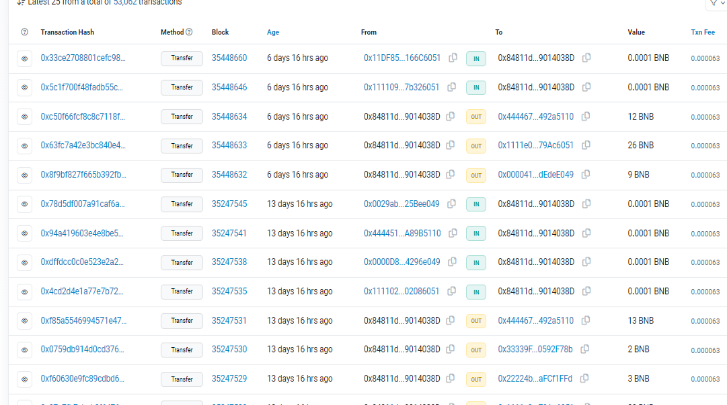 Latest 25 from a total of 53,062 transactions
Transaction Hash Method Block Age From To Value Txn Fee
0x33ce2708801cefc98... Transfer 35448660 6 days 16 hrs ago 0x11DF85...166C6051 IN 0x84811d...9014038D 0.0001 BNB 0.000063
0x5c1f700f48fadb55c... Transfer 35448646 6 days 16 hrs ago 0x111109...7b326051 IN 0x84811d...9014038D 0.0001 BNB 0.000063
0xc50f66fcf8c8c7118f... Transfer 35448634 6 days 16 hrs ago 0x84811d...9014038D OUT 0x444467...492a5110 12 BNB 0.000063
0x63fc7a42e3bc840e4... Transfer 35448633 6 days 16 hrs ago 0x84811d...9014038D OUT 0x1111e0...79Ac6051 26 BNB 0.000063
0x8f9bf827f665b392fb... Transfer 35448632 6 days 16 hrs ago 0x84811d...9014038D OUT 0x000041...dEdeE049 9 BNB 0.000063
0x78d5df007a91caf6a... Transfer 35247545 13 days 16 hrs ago 0x0029ab...25Bee049 IN 0x84811d...9014038D 0.0001 BNB 0.000063
0x94a419603e4e8be5... Transfer 35247541 13 days 16 hrs ago 0x444451...A89B5110 IN 0x84811d...9014038D 0.0001 BNB 0.000063
0xdffdcc0c0e523e2a2... Transfer 35247538 13 days 16 hrs ago 0x0000D8...4296e049 IN 0x84811d...9014038D 0.0001 BNB 0.000063
0x4cd2d4e1a77e7b72... Transfer 35247535 13 days 16 hrs ago 0x111102...02086051 IN 0x84811d...9014038D 0.0001 BNB 0.000063
0xf85a5546994571e47... Transfer 35247531 13 days 16 hrs ago 0x84811d...9014038D OUT 0x444467...492a5110 13 BNB 0.000063
0x0759db914d0cd376... Transfer 35247530 13 days 16 hrs ago 0x84811d...9014038D OUT 0x33339F...0592F78b 2 BNB 0.000063
0xf60630e9fc89cdbd6... Transfer 35247529 13 days 16 hrs ago 0x84811d...9014038D OUT 0x22224b...aFCf1FFd 3 BNB 0.000063